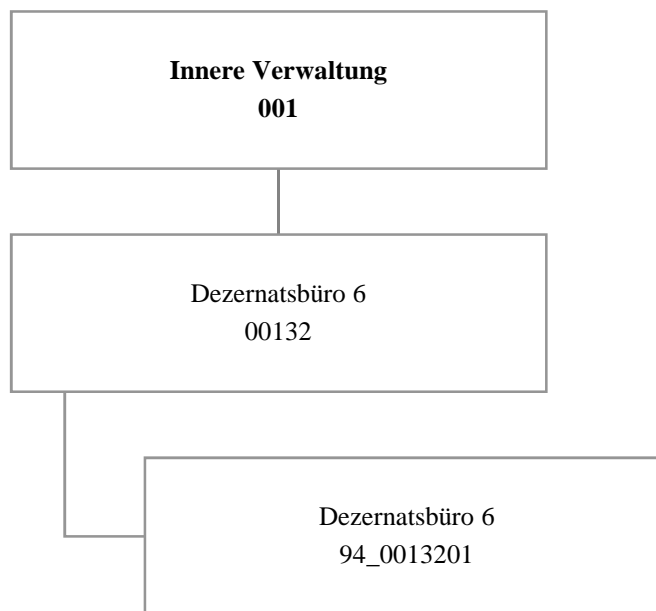 Innere Verwaltung
001
Dezernatsbüro 6
00132
Dezernatsbüro 6
94_0013201